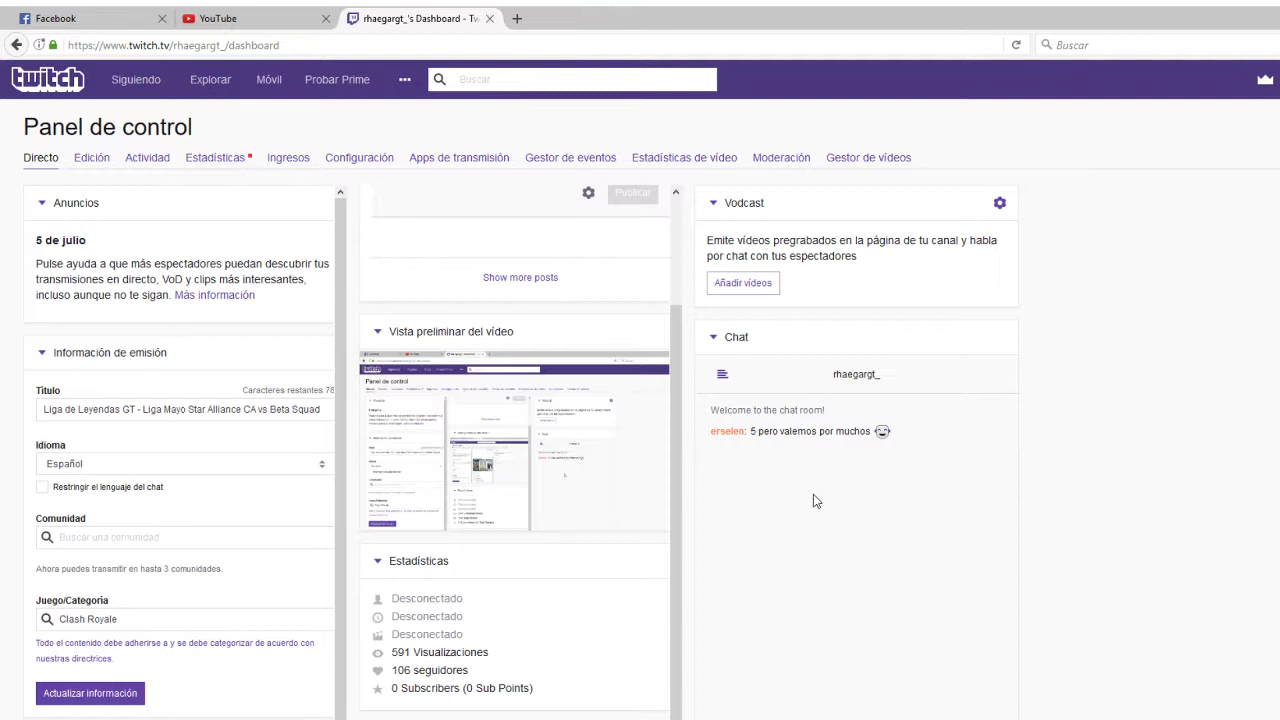 Facebook
YouTube
rhaegargt_'s Dashboard - Tw
https://www.twitch.tv/rhaegargt_/dashboard
Buscar
twitch
Siguiendo
Explorar
Móvil
Probar Prime
Buscar
Panel de control
Directo
Edición
Actividad
Estadísticas
Ingresos
Configuración
Apps de transmisión
Gestor de eventos
Estadísticas de vídeo
Moderación
Gestor de vídeos
Anuncios
5 de julio
Pulse ayuda a que más espectadores puedan descubrir tus
transmisiones en directo, VoD y clips más interesantes,
incluso aunque no te sigan. Más información
Información de emisión
Título
Caracteres restantes 78
Liga de Leyendas GT - Liga Mayo Star Alliance CA vs Beta Squad
Idioma
Español
Restringir el lenguaje del chat
Comunidad
Buscar una comunidad
Ahora puedes transmitir en hasta 3 comunidades.
Juego/Categoría
Clash Royale
Todo el contenido debe adherirse a y se debe categorizar de acuerdo con
nuestras directrices.
Actualizar información
Publicar
Show more posts
Vista preliminar del vídeo
Panel de control
Estadísticas
Desconectado
Desconectado
Desconectado
591 Visualizaciones
106 seguidores
0 Subscribers (0 Sub Points)
Vodcast
Emite vídeos pregrabados en la página de tu canal y habla
por chat con tus espectadores
Añadir vídeos
Chat
rhaegargt_
Welcome to the chat room!
erselen: 5 pero valemos por muchos